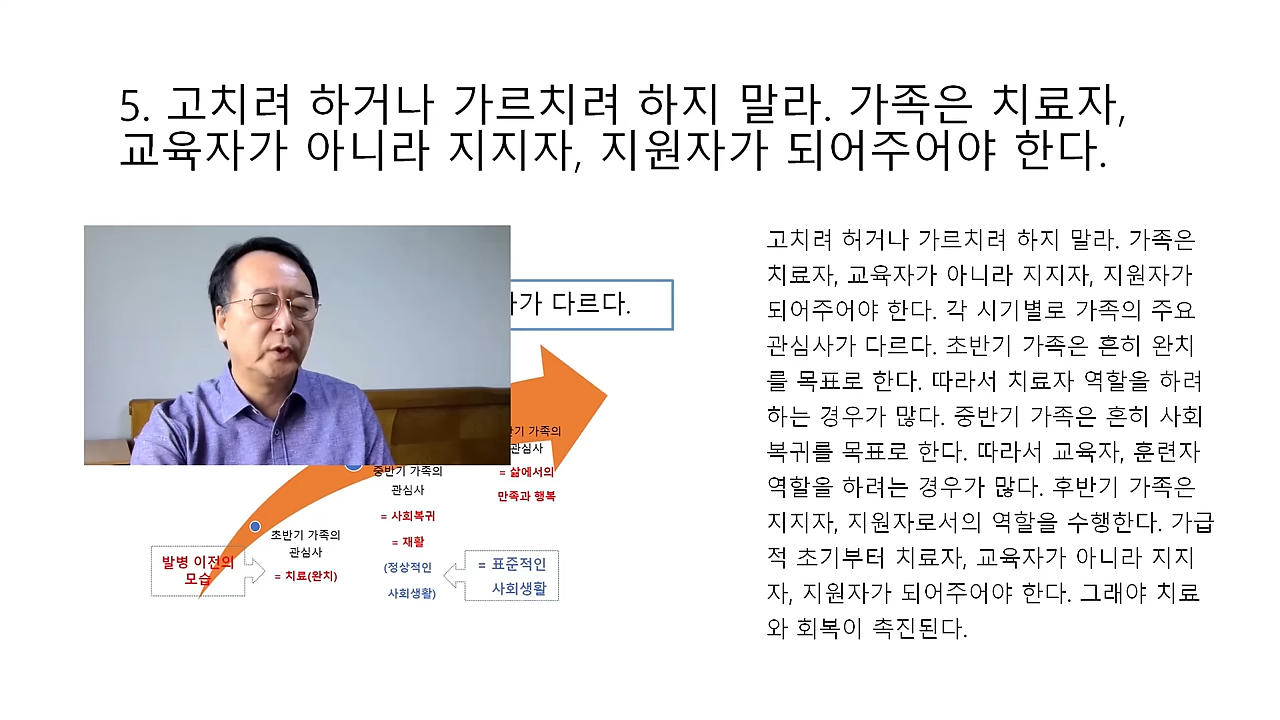 5. 고치려 하거나 가르치려 하지 말라. 가족은 치료자,
교육자가 아니라 지지자, 지원자가 되어주어야 한다.
가 다르다.
발병 이전의
모습
초반기 가족의
관심사
= 치료(완치)
중반기 가족의
관심사
= 사회복귀
= 재활
(정상적인
사회생활)
= 표준적인
사회생활
가족의
관심사
= 삶에서의
만족과 행복
고치려 허거나 가르치려 하지 말라. 가족은
치료자, 교육자가 아니라 지지자, 지원자가
되어주어야 한다. 각 시기별로 가족의 주요
관심사가 다르다. 초반기 가족은 흔히 완치
를 목표로 한다. 따라서 치료자 역할을 하려
하는 경우가 많다. 중반기 가족은 흔히 사회
복귀를 목표로 한다. 따라서 교육자, 훈련자
역할을 하려는 경우가 많다. 후반기 가족은
지지자, 지원자로서의 역할을 수행한다. 가급
적 초기부터 치료자, 교육자가 아니라 지지
자, 지원자가 되어주어야 한다. 그래야 치료
와 회복이 촉진된다.